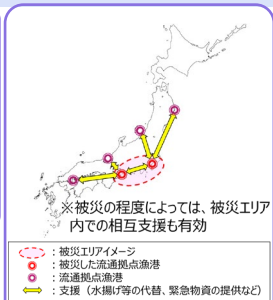 ※被災の程度によっては、被災エリア
内での相互支援も有効
：被災エリアイメージ
：被災した流通拠点漁港
：流通拠点漁港
：支援（水揚げ等の代替、緊急物資の提供など）